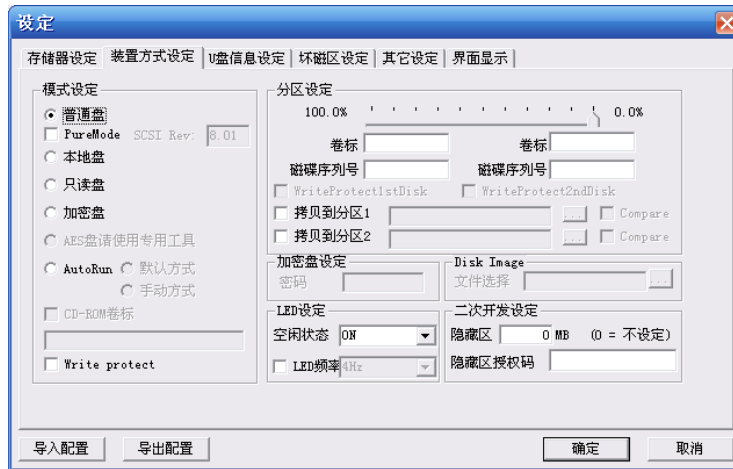 设定
存储器设定 装置方式设定 U盘信息设定 坏磁区设定 其它设定 界面显示
模式设定
普通盘
PureMode SCSI Rev: 8.01
本地盘
只读盘
加密盘
AES盘请使用专用工具
AutoRun 默认方式
手动方式
CD-ROM卷标
Write protect
分区设定
100.0% 0.0%
卷标 卷标
磁碟序列号 磁碟序列号
WriteProtect1stDisk WriteProtect2ndDisk
拷贝到分区1 ... Compare
拷贝到分区2 ... Compare
加密盘设定
密码
Disk Image
文件选择 ...
LED设定
空闲状态 ON
LED频率 4Hz
二次开发设定
隐藏区 0 MB (0 = 不设定)
隐藏区授权码
导入配置 导出配置 确定 取消